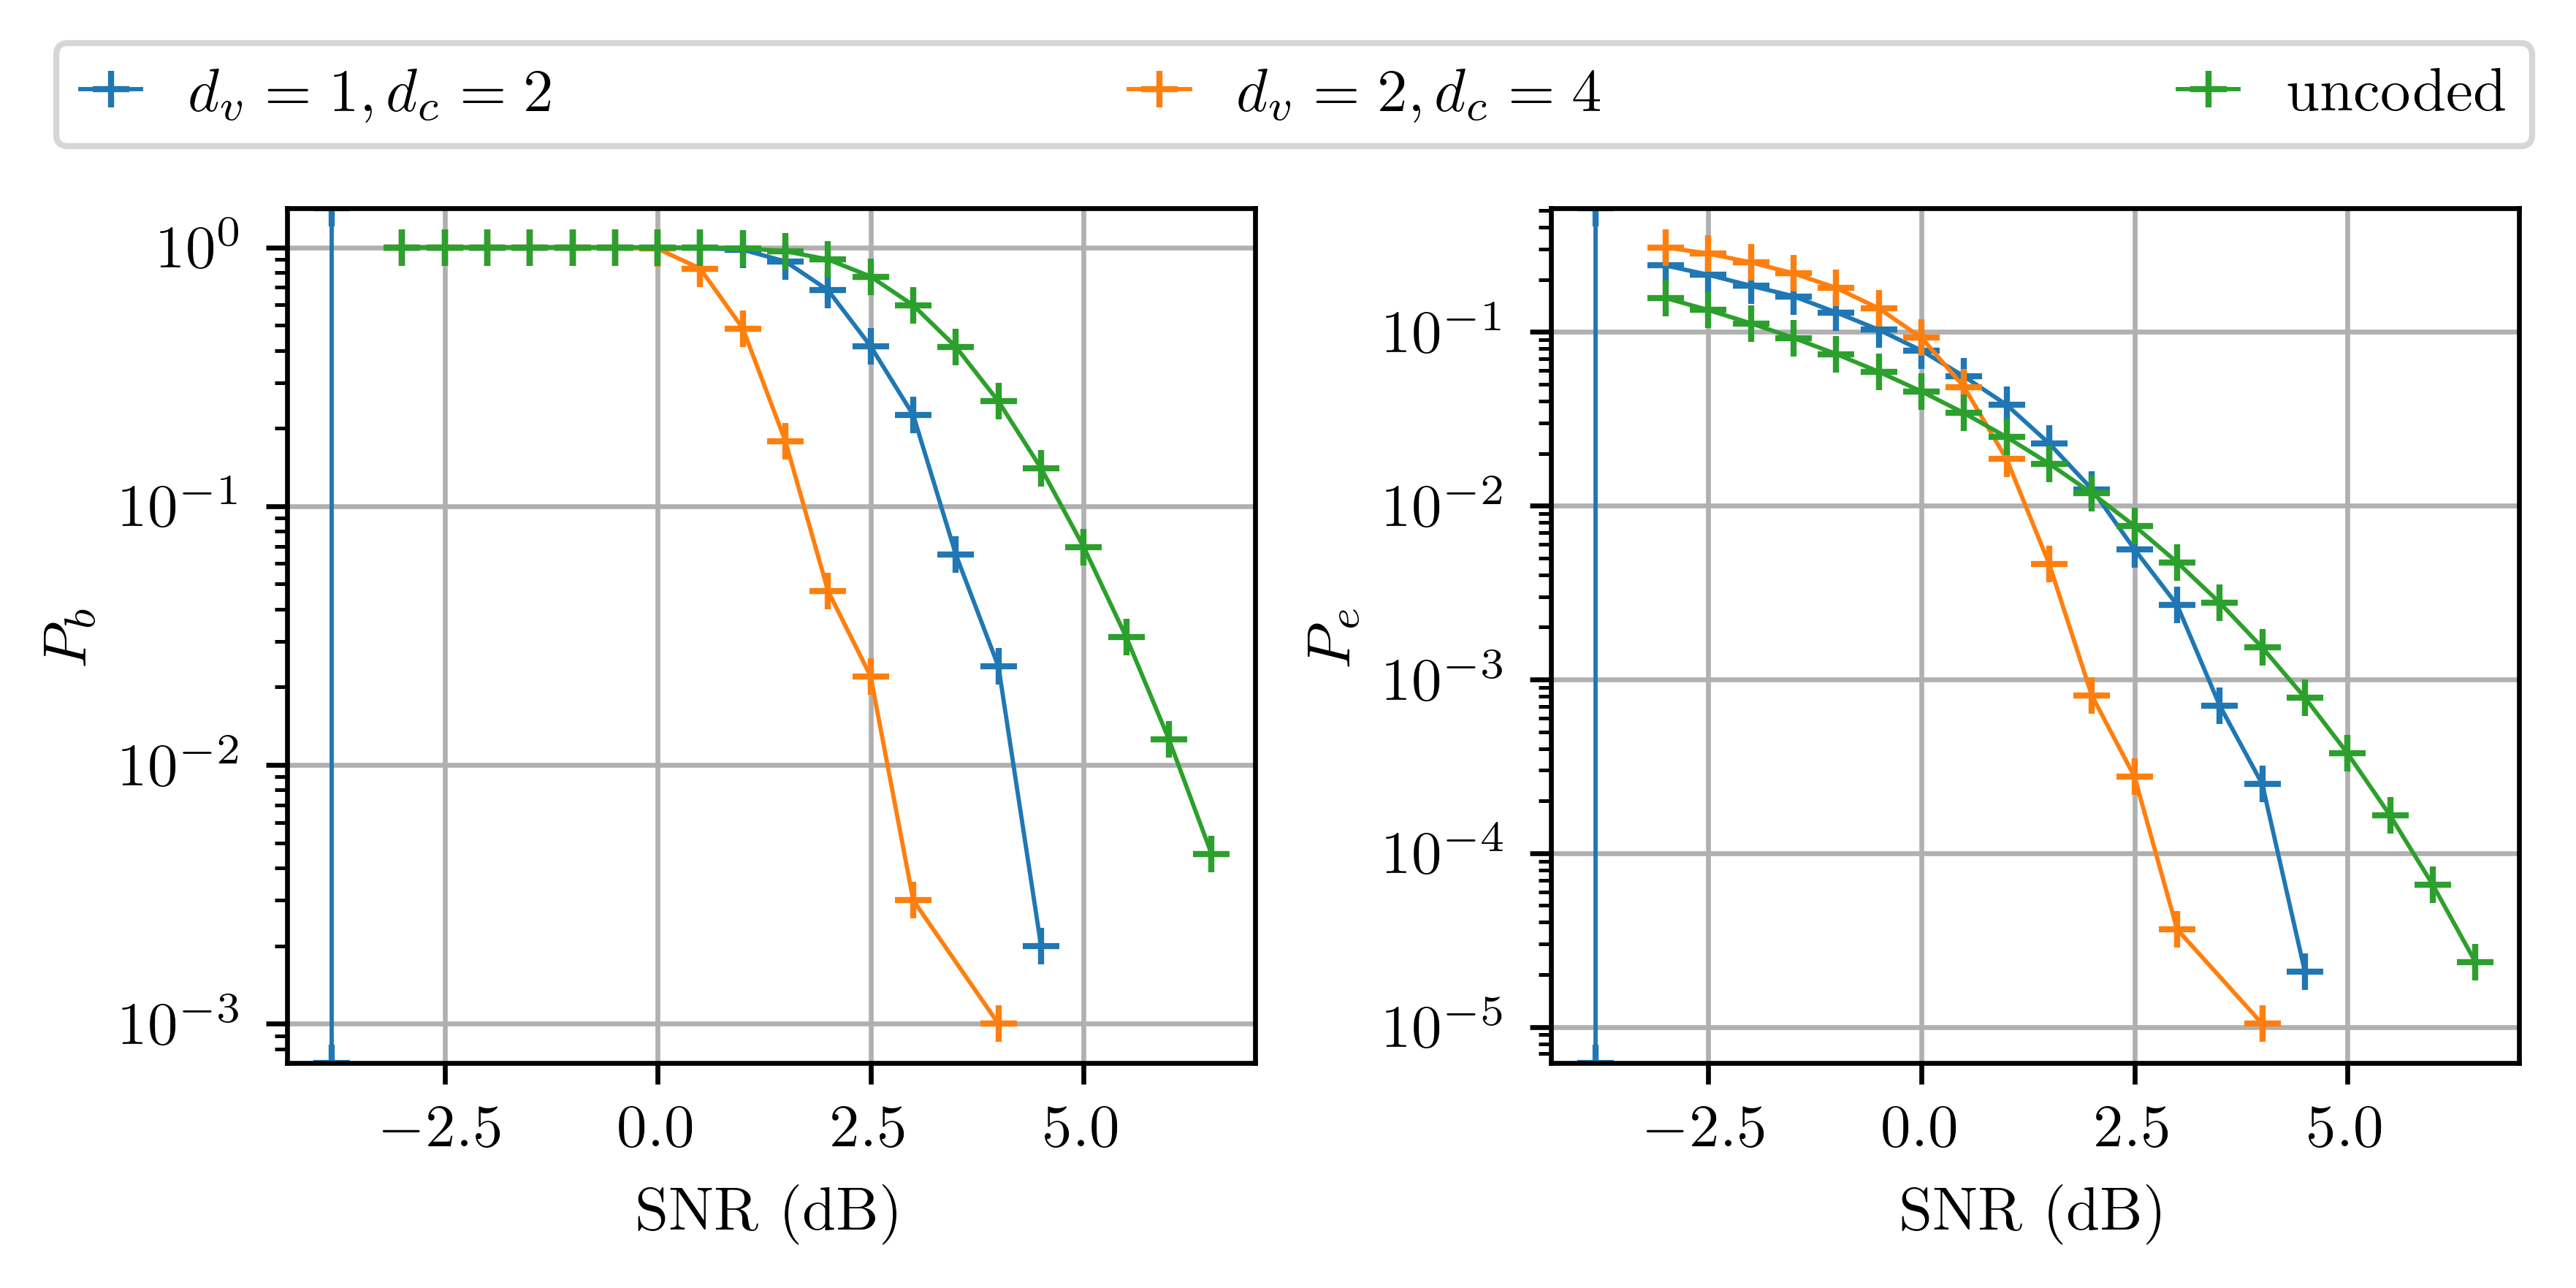 d_v = 1, d_c = 2
d_v = 2, d_c = 4
uncoded
P_b
10^0
10^{-1}
10^{-2}
10^{-3}
−2.5 0.0 2.5 5.0
SNR (dB)
P_e
10^{-1}
10^{-2}
10^{-3}
10^{-4}
10^{-5}
−2.5 0.0 2.5 5.0
SNR (dB)